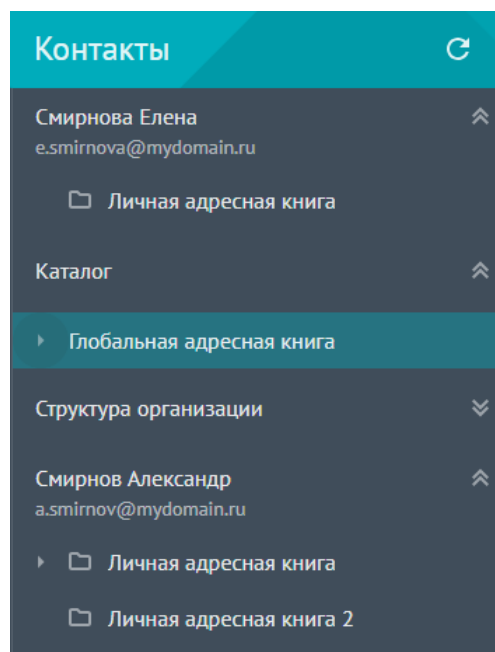 Контакты
Смирнова Елена
e.smirnova@mydomain.ru
Личная адресная книга
Каталог
Глобальная адресная книга
Структура организации
Смирнов Александр
a.smirnov@mydomain.ru
Личная адресная книга
Личная адресная книга 2